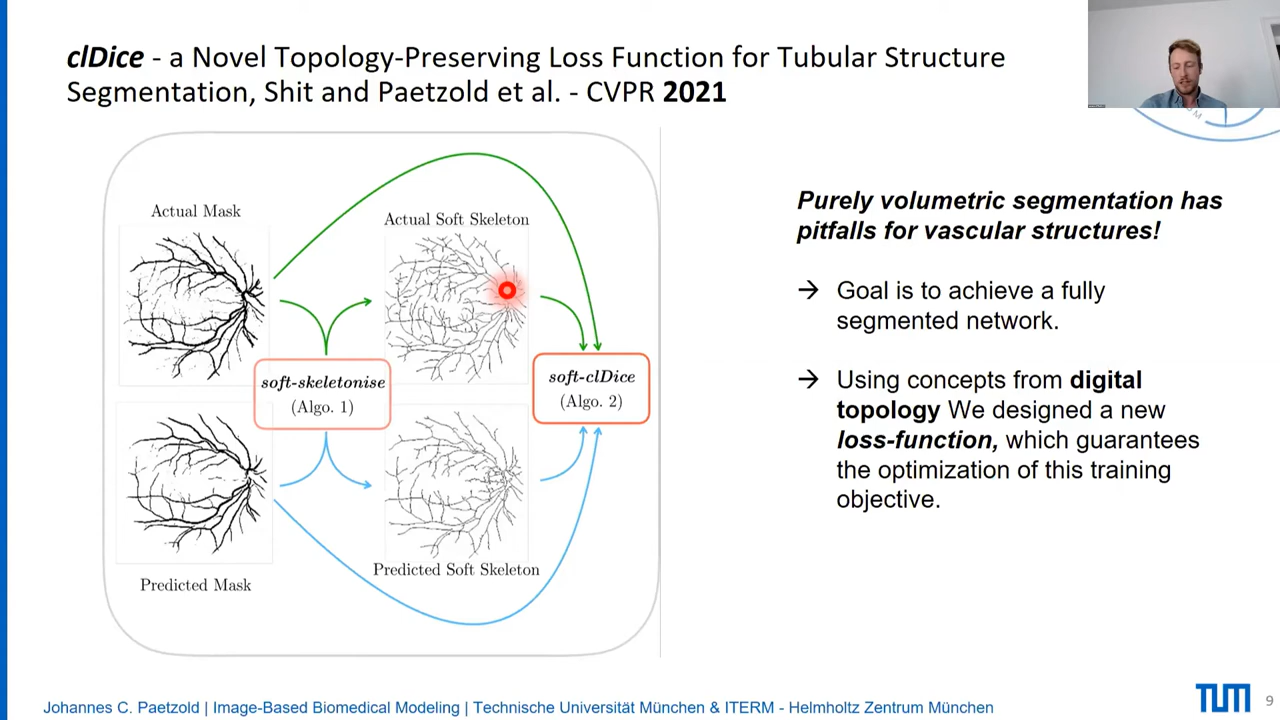 clDice - a Novel Topology-Preserving Loss Function for Tubular Structure
Segmentation, Shit and Paetzold et al. - CVPR 2021
Actual Mask
Actual Soft Skeleton
soft-skeletonise
(Algo. 1)
soft-clDice
(Algo. 2)
Predicted Mask
Predicted Soft Skeleton
Purely volumetric segmentation has
pitfalls for vascular structures!
→ Goal is to achieve a fully
segmented network.
→ Using concepts from digital
topology We designed a new
loss-function, which guarantees
the optimization of this training
objective.
Johannes C. Paetzold | Image-Based Biomedical Modeling | Technische Universität München & ITERM - Helmholtz Zentrum München
TUM
9